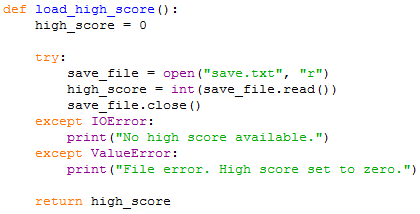 def load_high_score():
    high_score = 0

    try:
        save_file = open("save.txt", "r")
        high_score = int(save_file.read())
        save_file.close()
    except IOError:
        print("No high score available.")
    except ValueError:
        print("File error. High score set to zero.")

    return high_score